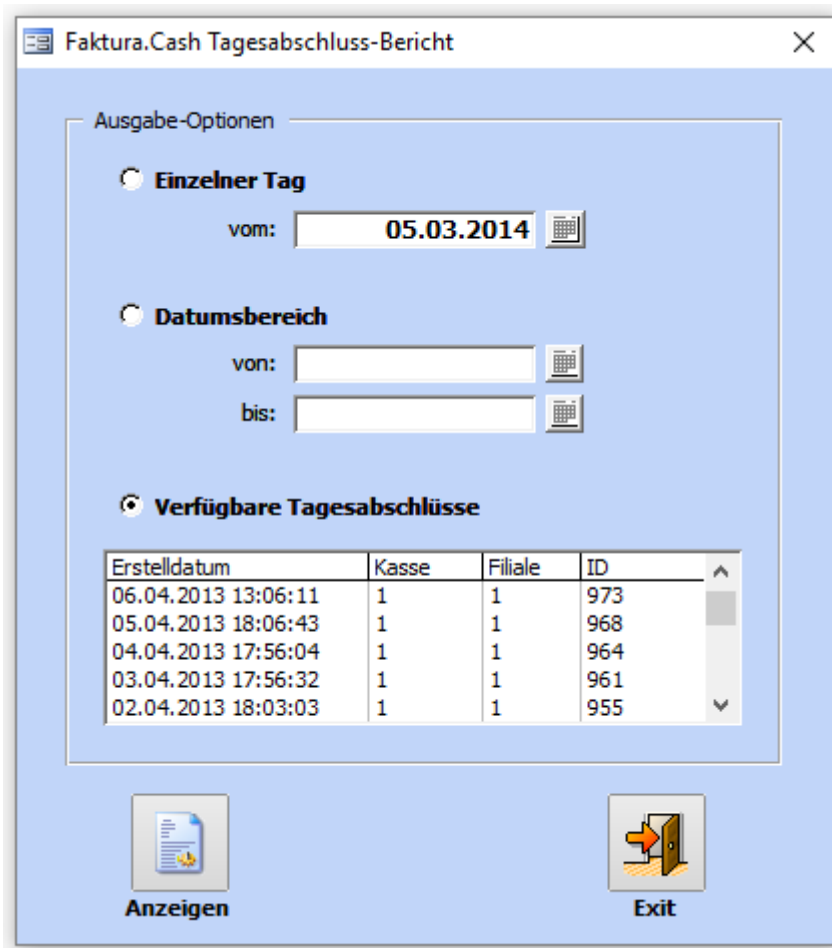 Faktura.Cash Tagesabschluss-Bericht
Ausgabe-Optionen
Einzelner Tag
vom: 05.03.2014
Datumsbereich
von:
bis:
Verfügbare Tagesabschlüsse
Erstelldatum Kasse Filiale ID
06.04.2013 13:06:11 1 1 973
05.04.2013 18:06:43 1 1 968
04.04.2013 17:56:04 1 1 964
03.04.2013 17:56:32 1 1 961
02.04.2013 18:03:03 1 1 955
Anzeigen Exit